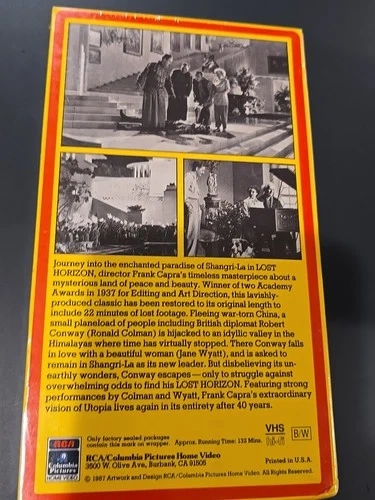 Journey into the enchanted paradise of Shangri-La in LOST
HORIZON, director Frank Capra's timeless masterpiece about a
mysterious land of peace and beauty. Winner of two Academy
Awards in 1937 for Editing and Art Direction, this lavishly-
produced classic has been restored to its original length to
include 22 minutes of lost footage. Fleeing war-torn China, a
small planeload of people including British diplomat Robert
Conway (Ronald Colman) is hijacked to an idyllic valley in the
Himalayas where time has virtually stopped. There Conway falls
in love with a beautiful woman (Jane Wyatt), and is asked to
remain in Shangri-La as its new leader. But disbelieving its un-
earthly wonders, Conway escapes—only to struggle against
overwhelming odds to find his LOST HORIZON. Featuring strong
performances by Colman and Wyatt, Frank Capra's extraordinary
vision of Utopia lives again in its entirety after 40 years.
RCA
Columbia
Pictures
HOME VIDEO
Only factory sealed packages
contain this mark on wrapper.
Approx. Running Time: 132 Mins.
VHS
hi-fi
B/W
RCA/Columbia Pictures Home Video
3500 W. Olive Ave., Burbank, CA 91505
Printed in U.S.A.
© 1987 Artwork and Design RCA/Columbia Pictures Home Video. All Rights Reserved.